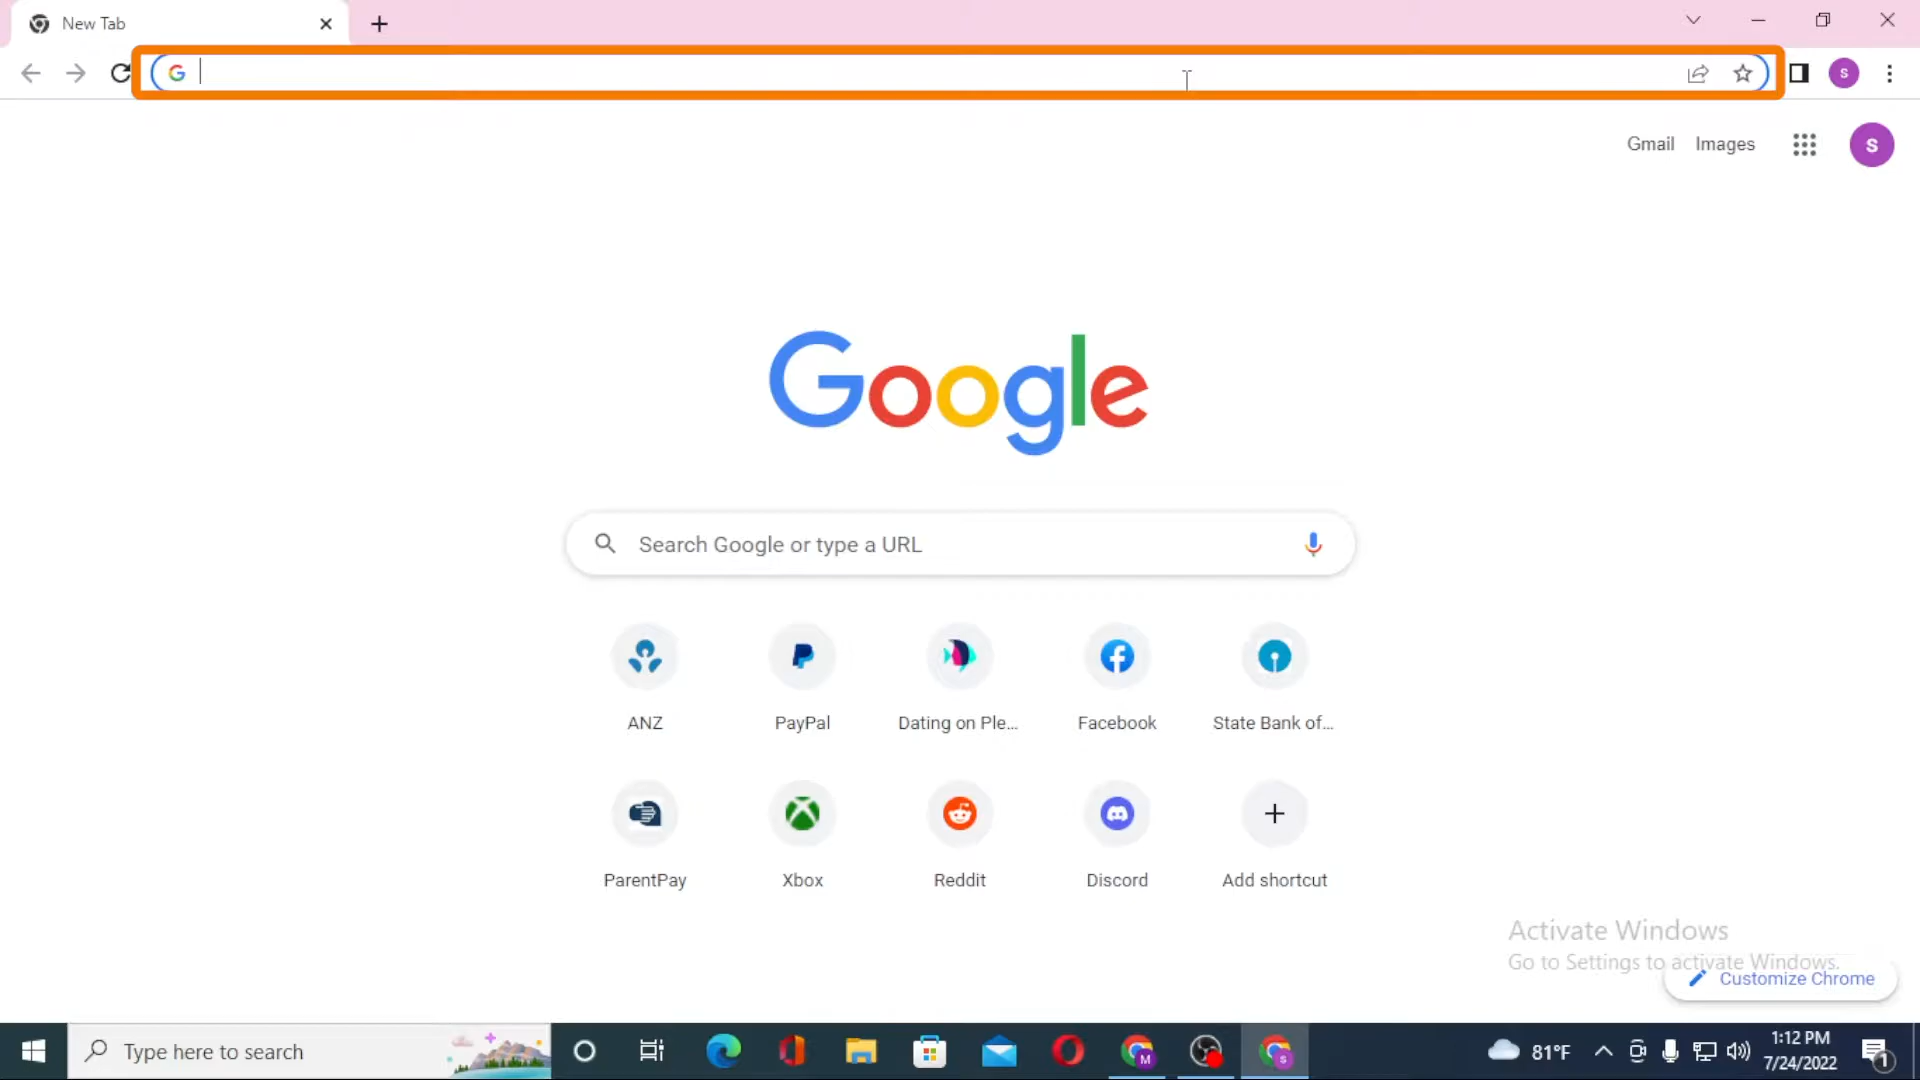 New Tab
S
Gmail Images
S
Google
Search Google or type a URL
ANZ PayPal Dating on Ple... Facebook State Bank of...
ParentPay Xbox Reddit Discord Add shortcut
Activate Windows
Go to Settings to activate Windows.
Customize Chrome
Type here to search
M
S
81°F
1:12 PM
7/24/2022
1